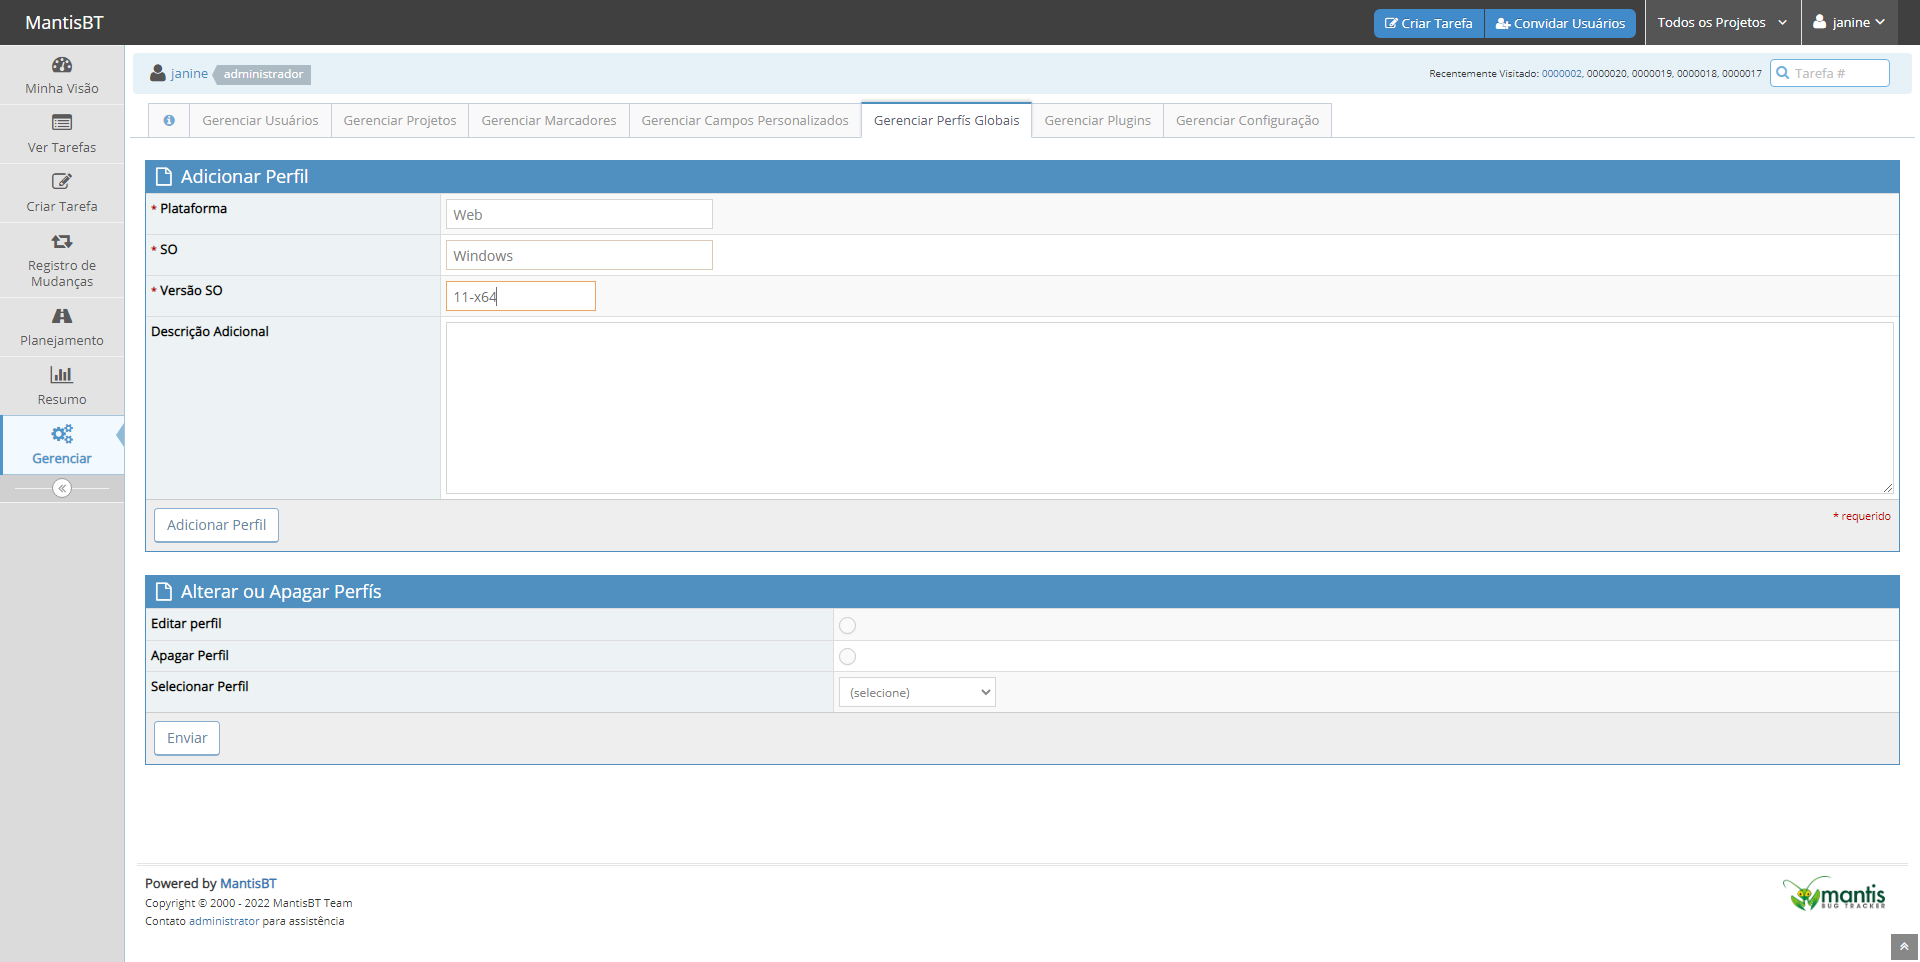 MantisBT
Criar Tarefa
Convidar Usuários
Todos os Projetos
janine
Minha Visão
Ver Tarefas
Criar Tarefa
Registro de
Mudanças
Planejamento
Resumo
Gerenciar
janine
administrador
Recentemente Visitado: 0000002, 0000020, 0000019, 0000018, 0000017
Tarefa #
Gerenciar Usuários
Gerenciar Projetos
Gerenciar Marcadores
Gerenciar Campos Personalizados
Gerenciar Perfís Globais
Gerenciar Plugins
Gerenciar Configuração
Adicionar Perfil
* Plataforma
Web
* SO
Windows
* Versão SO
11-x64
Descrição Adicional
Adicionar Perfil
* requerido
Alterar ou Apagar Perfís
Editar perfil
Apagar Perfil
Selecionar Perfil
(selecione)
Enviar
Powered by MantisBT
Copyright © 2000 - 2022 MantisBT Team
Contato administrator para assistência
mantis
BUG TRACKER